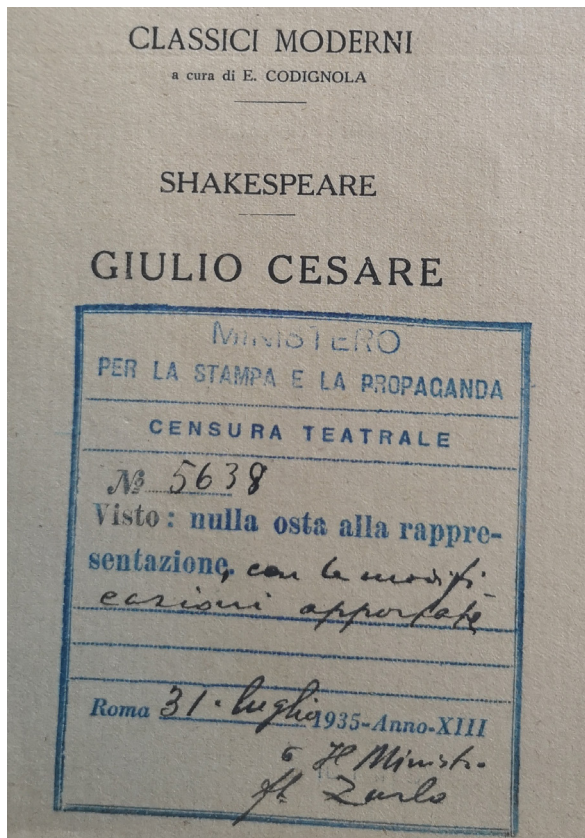 CLASSICI MODERNI
a cura di E. CODIGNOLA
SHAKESPEARE
GIULIO CESARE
MINISTERO
PER LA STAMPA E LA PROPAGANDA
CENSURA TEATRALE
№ 5638
Visto: nulla osta alla rappre-
sentazione, con le modifi-
cazioni apportate
Roma 31 luglio 1935-Anno-XIII
Il Ministro
Zurlo